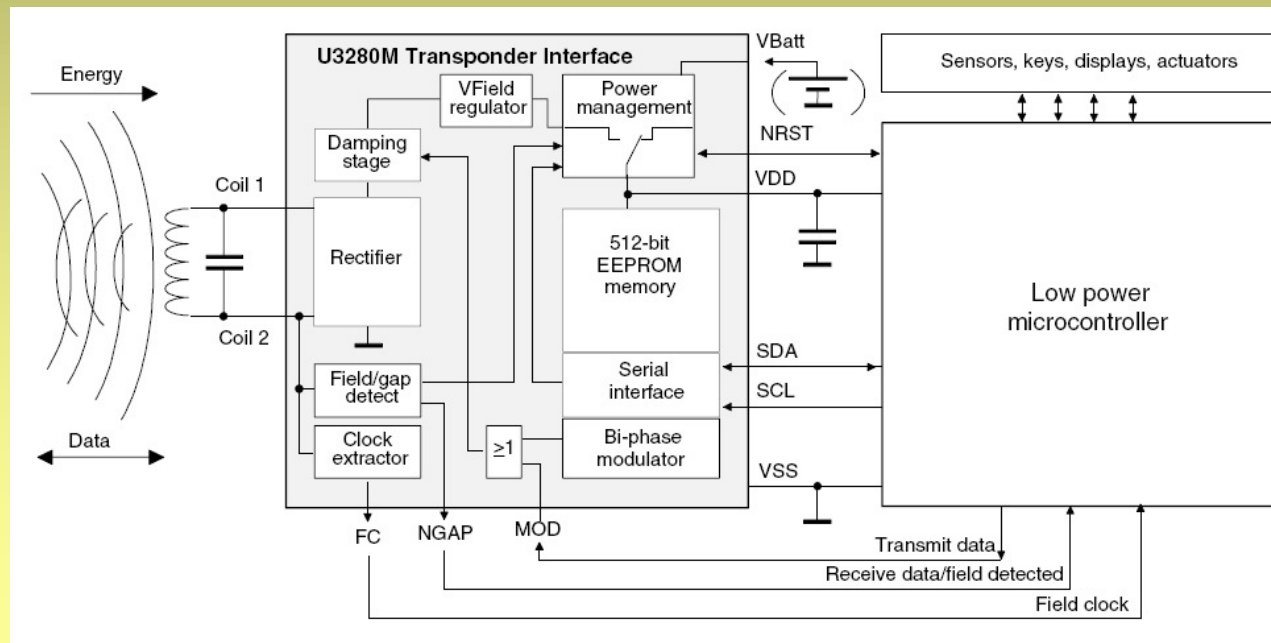 U3280M Transponder Interface
Energy
VField
regulator
Power
management
VBatt
Sensors, keys, displays, actuators
Damping
stage
NRST
VDD
Coil 1
Rectifier
512-bit
EEPROM
memory
Low power
microcontroller
Coil 2
SDA
Field/gap
detect
Serial
interface
SCL
Data
Clock
extractor
≥1
Bi-phase
modulator
VSS
FC
NGAP
MOD
Transmit data
Receive data/field detected
Field clock